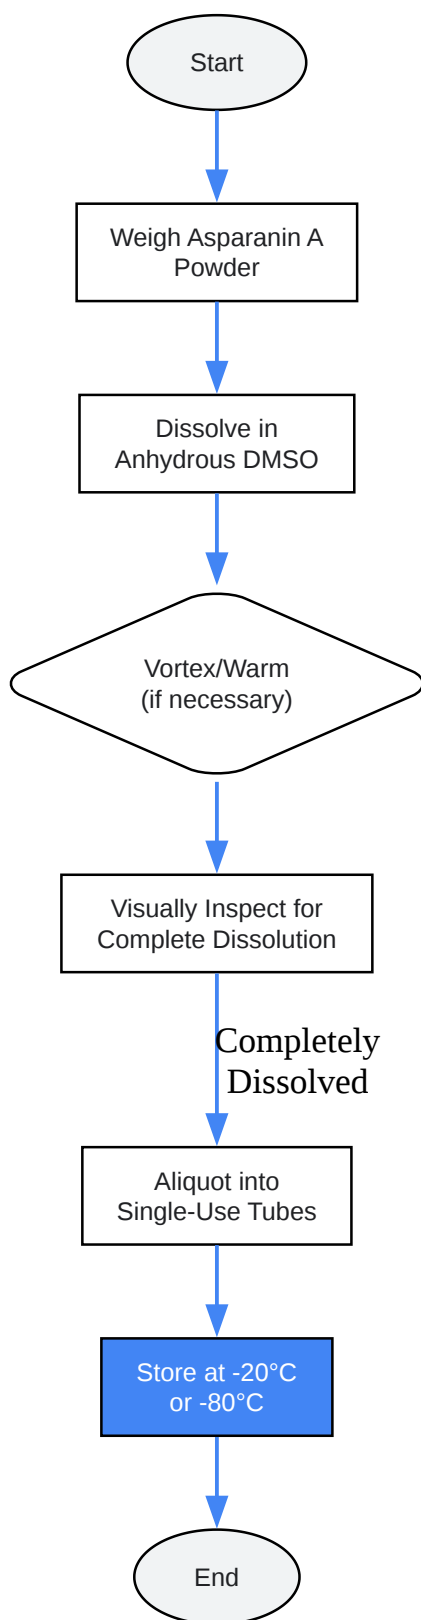 Start
Weigh Asparanin A
Powder
Dissolve in
Anhydrous DMSO
Vortex/Warm
(if necessary)
Visually Inspect for
Complete Dissolution
Completely
Dissolved
Aliquot into
Single-Use Tubes
Store at -20°C
or -80°C
End